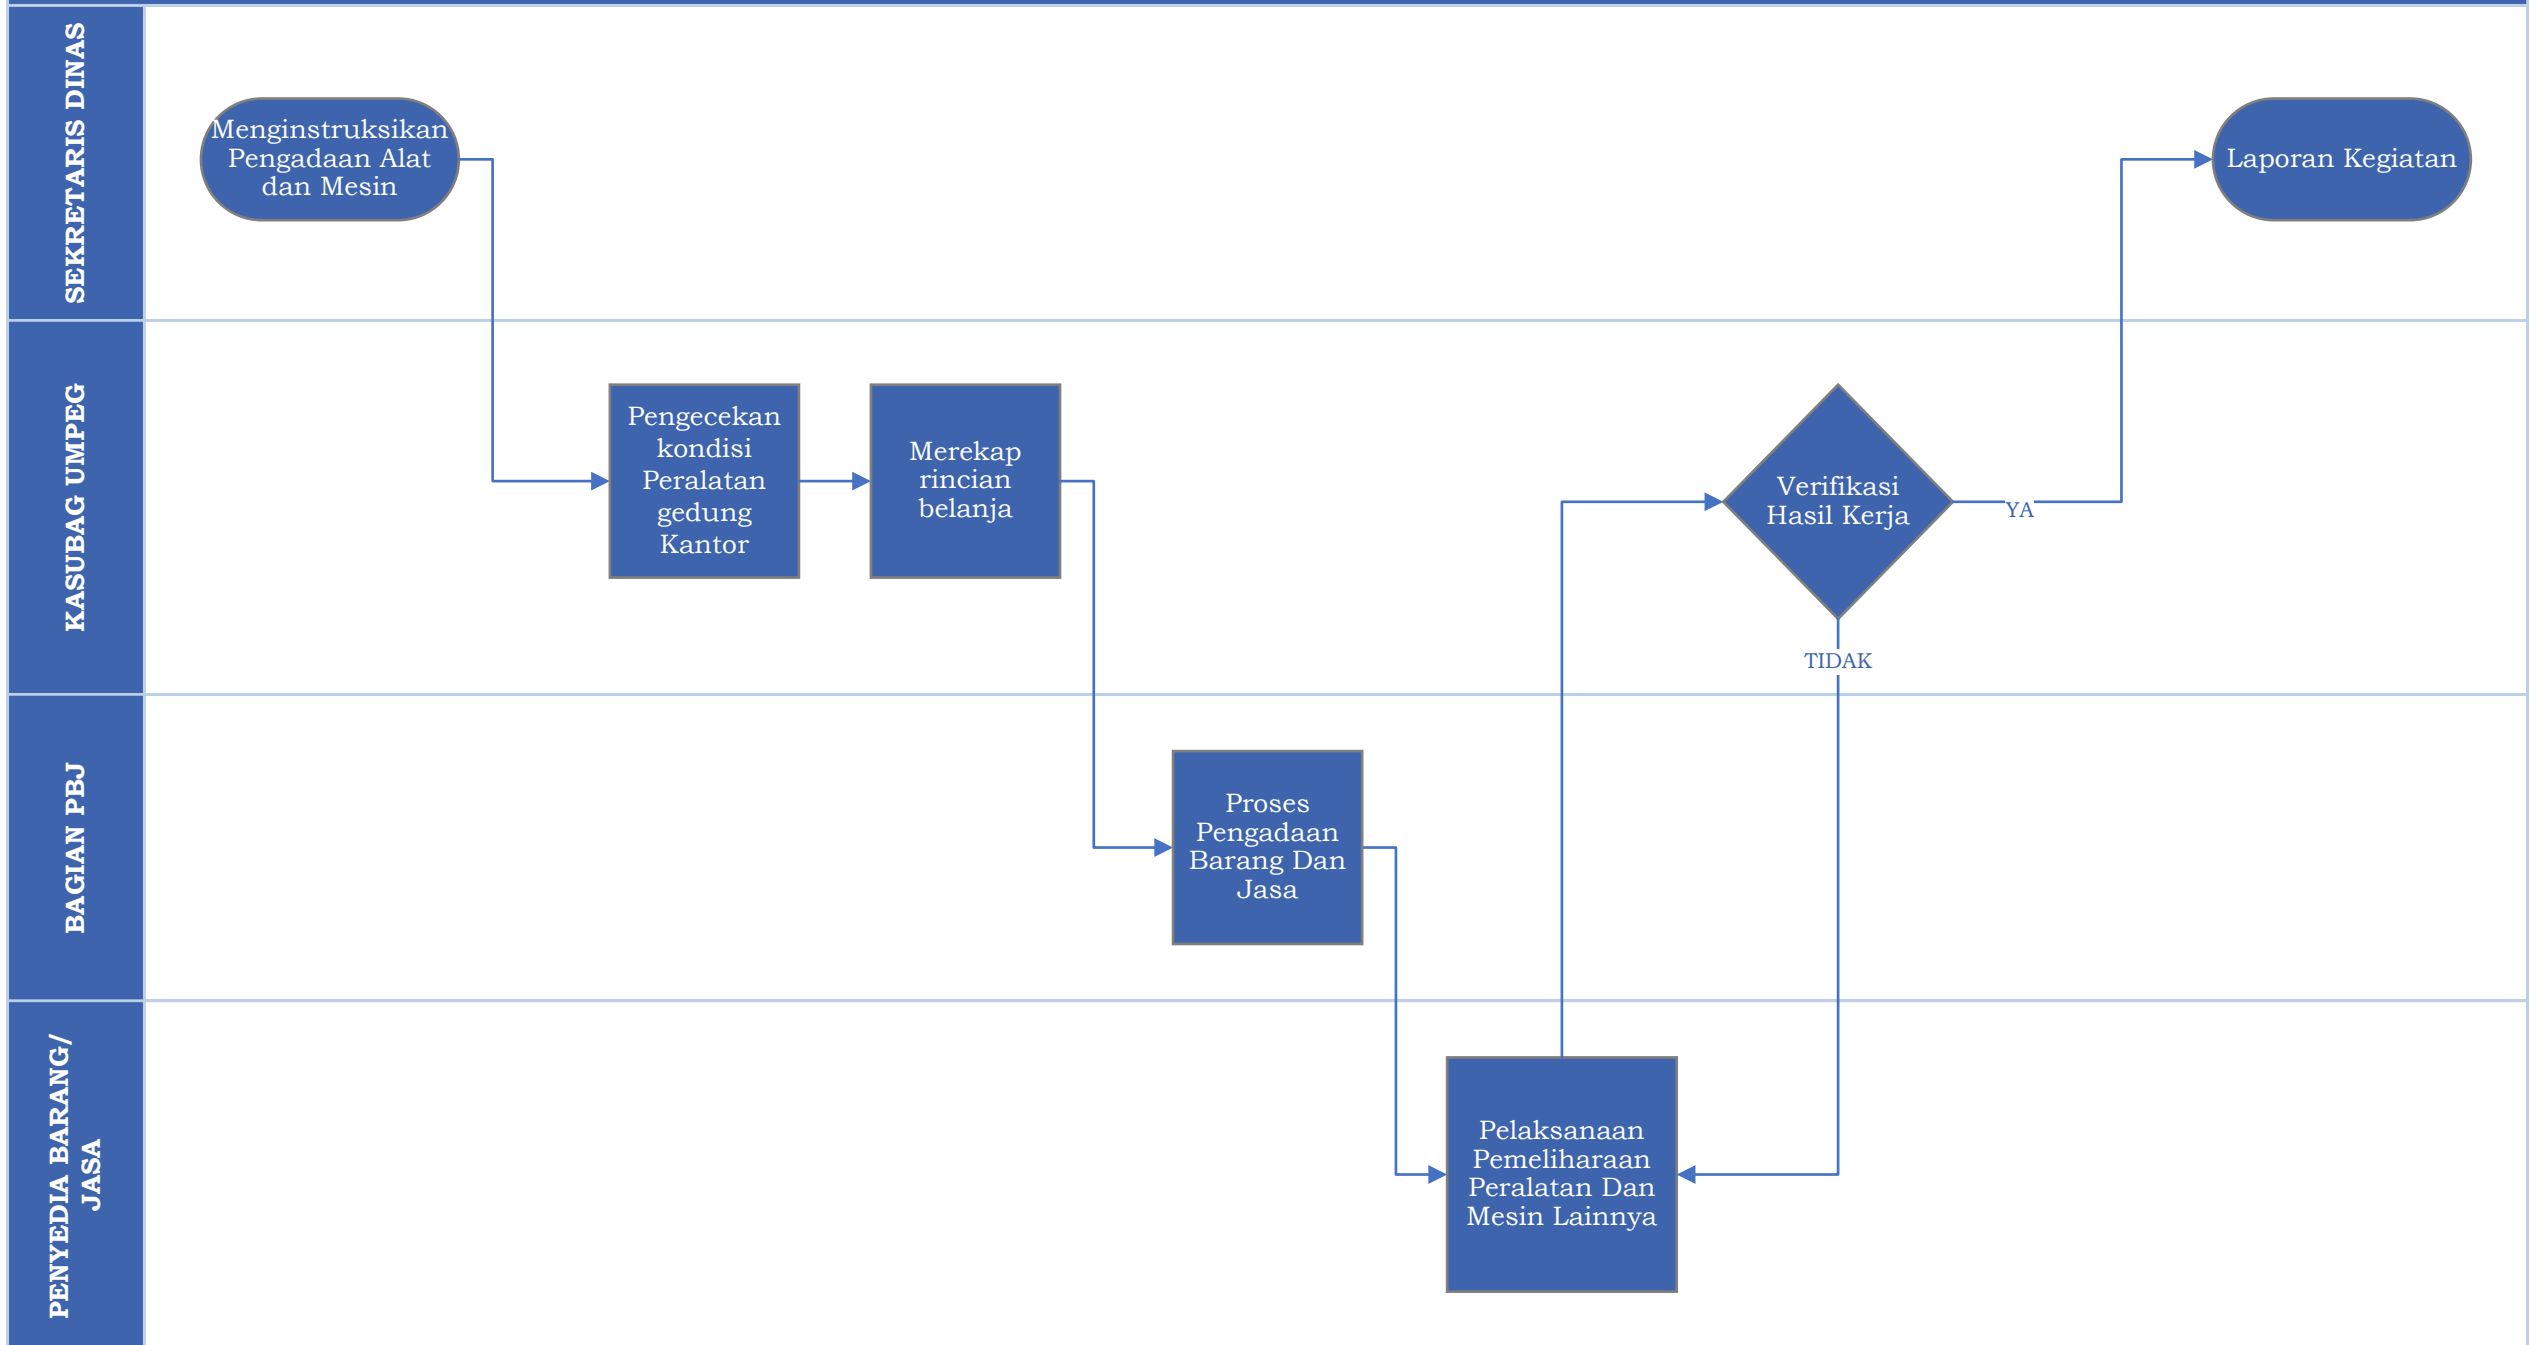 SEKRETARIS DINAS
Menginstruksikan
Pengadaan Alat
dan Mesin
Laporan Kegiatan
KASUBAG UMPEG
Pengecekan
kondisi
Peralatan
gedung
Kantor
Merekap
rincian
belanja
Verifikasi
Hasil Kerja
YA
TIDAK
BAGIAN PBJ
Proses
Pengadaan
Barang Dan
Jasa
PENYEDIA BARANG/
JASA
Pelaksanaan
Pemeliharaan
Peralatan Dan
Mesin Lainnya